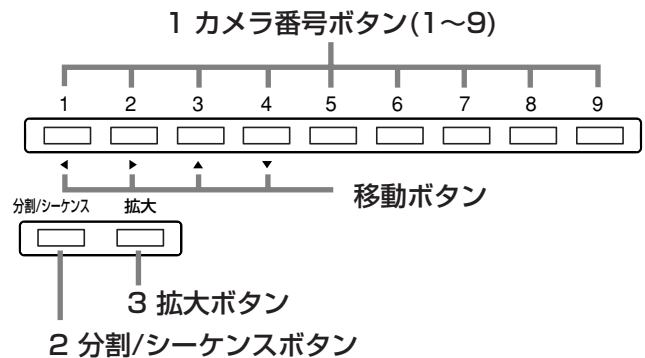 1 カメラ番号ボタン(1～9)
1 2 3 4 5 6 7 8 9
移動ボタン
分割/シーケンス 拡大
3 拡大ボタン
2 分割/シーケンスボタン